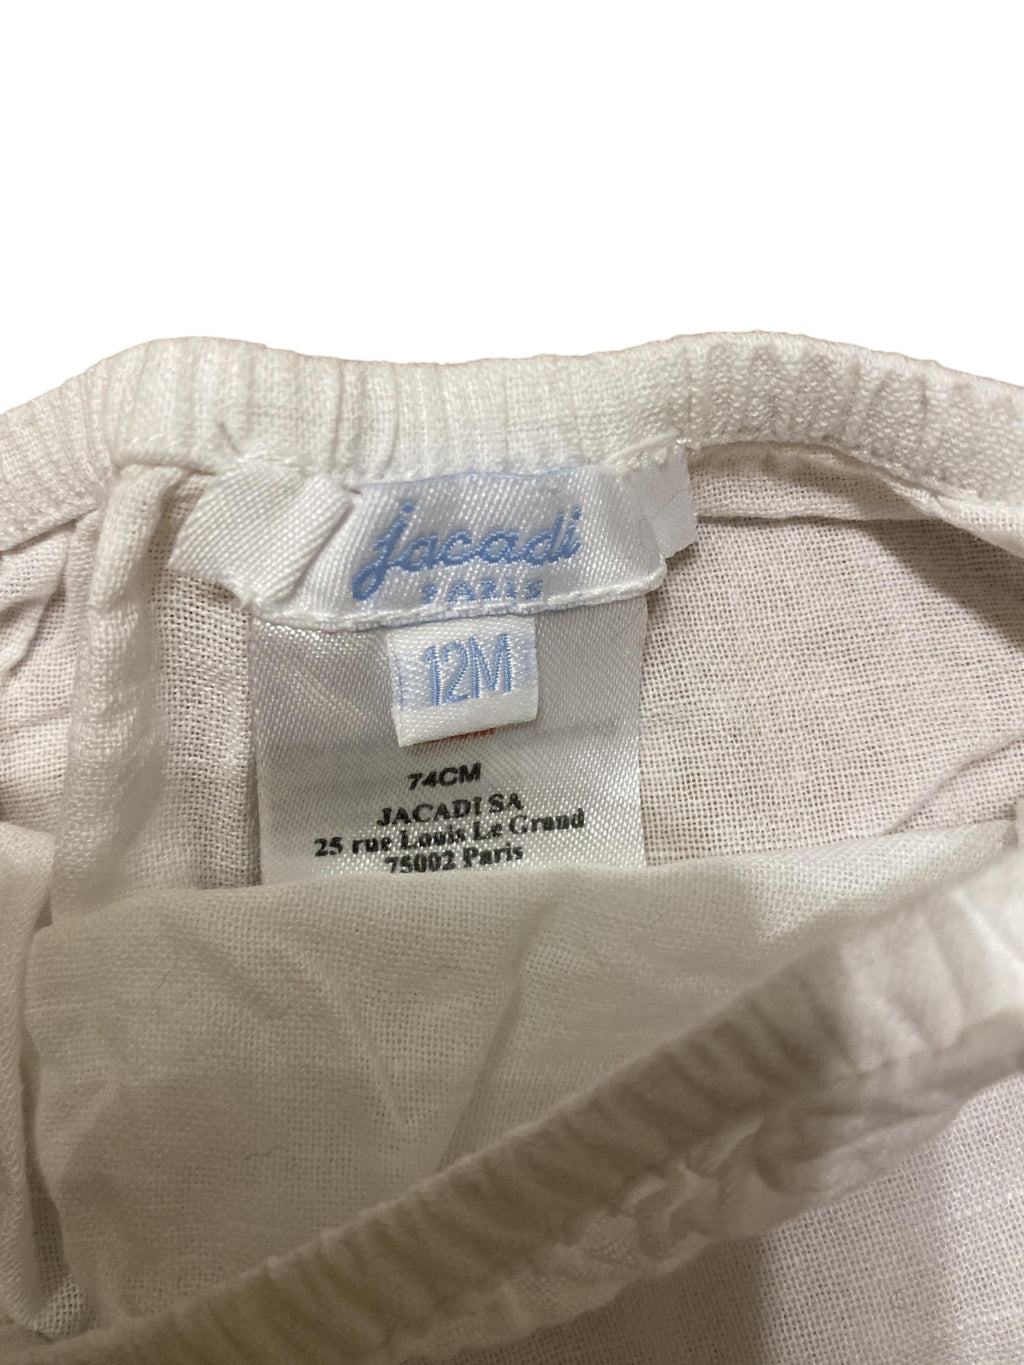 jacadi
PARIS
12M
74CM
JACADI SA
25 rue Louis Le Grand
75002 Paris